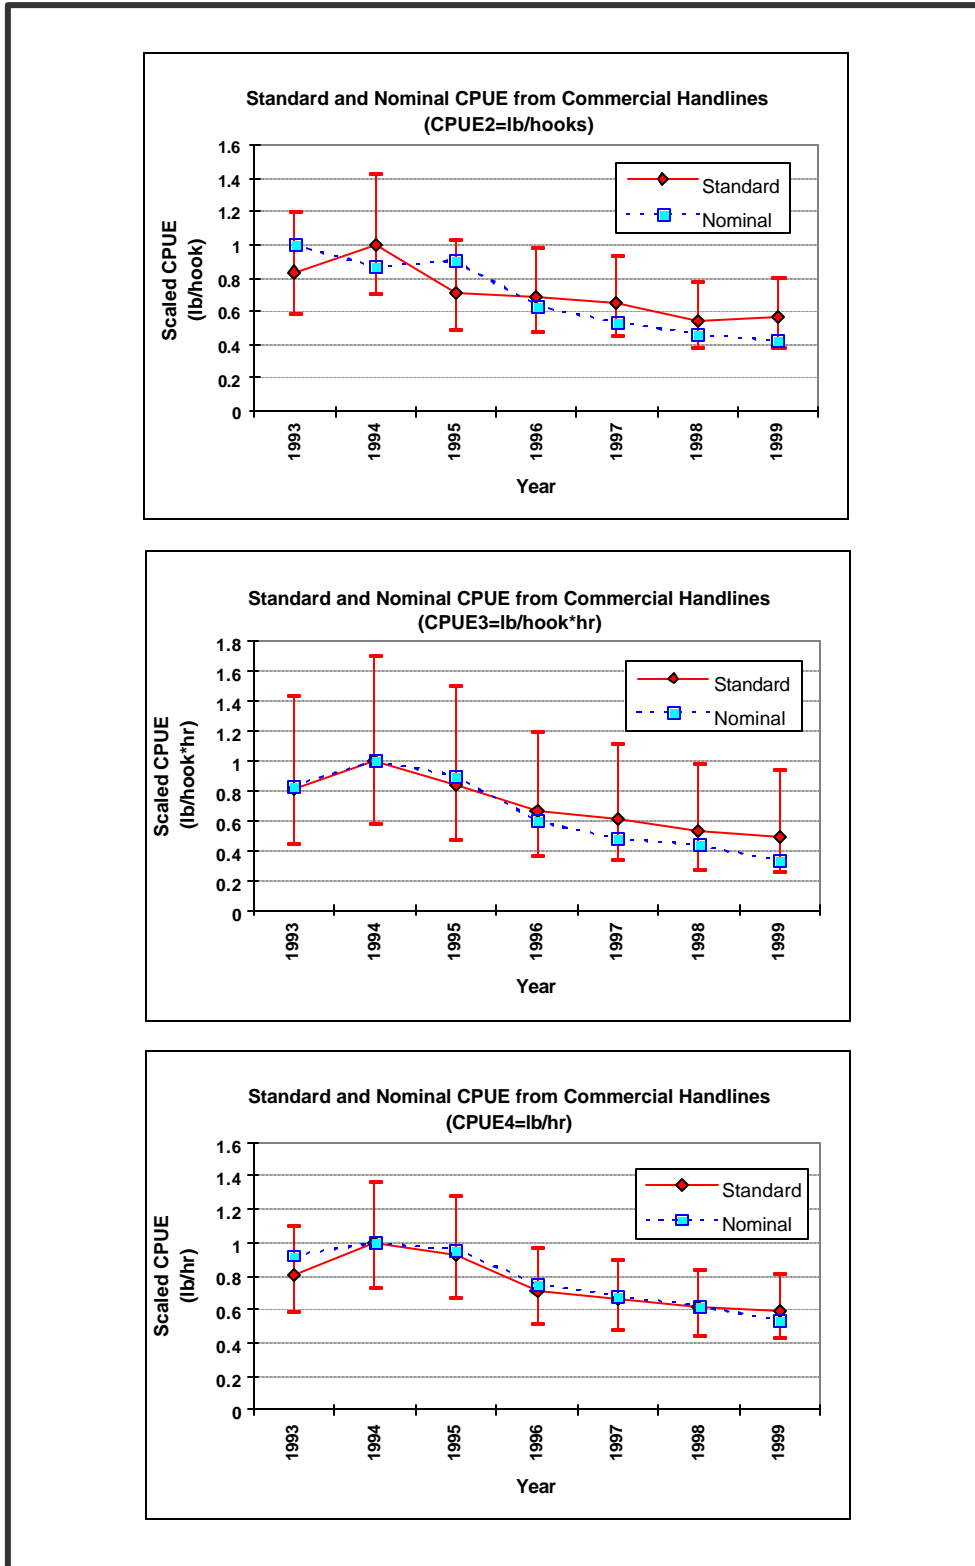 Standard and Nominal CPUE from Commercial Handlines
(CPUE2=lb/hooks)
1.6
1.4
1.2
1
0.8
0.6
0.4
0.2
0
Scaled CPUE
(lb/hook)
Standard
Nominal
1993
1994
1995
1996
1997
1998
1999
Year
Standard and Nominal CPUE from Commercial Handlines
(CPUE3=lb/hook*hr)
1.8
1.6
1.4
1.2
1
0.8
0.6
0.4
0.2
0
Scaled CPUE
(lb/hook*hr)
Standard
Nominal
1993
1994
1995
1996
1997
1998
1999
Year
Standard and Nominal CPUE from Commercial Handlines
(CPUE4=lb/hr)
1.6
1.4
1.2
1
0.8
0.6
0.4
0.2
0
Scaled CPUE
(lb/hr)
Standard
Nominal
1993
1994
1995
1996
1997
1998
1999
Year